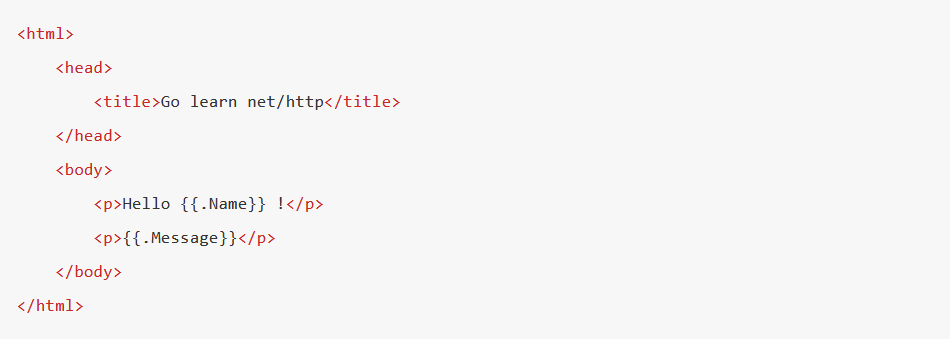 <html>
    <head>
        <title>Go learn net/http</title>
    </head>
    <body>
        <p>Hello {{.Name}} !</p>
        <p>{{.Message}}</p>
    </body>
</html>